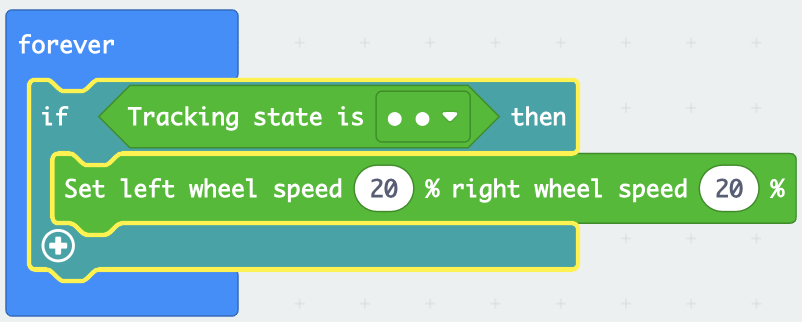 forever
if Tracking state is ● ● then
Set left wheel speed 20 % right wheel speed 20 %